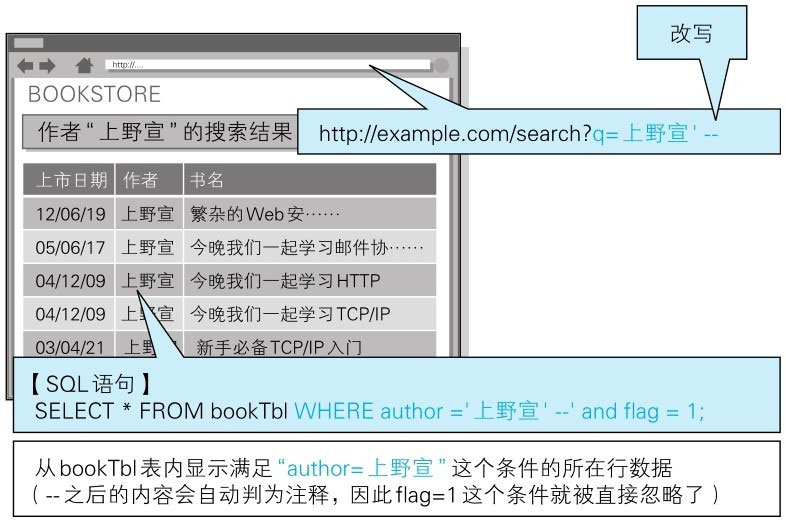 改写
http://....
BOOKSTORE
作者“上野宣”的搜索结果
http://example.com/search?q=上野宣' --
上市日期 作者 书名
12/06/19 上野宣 繁杂的Web安……
05/06/17 上野宣 今晚我们一起学习邮件协……
04/12/09 上野宣 今晚我们一起学习HTTP
04/12/09 上野宣 今晚我们一起学习TCP/IP
03/04/21 上野宣 新手必备TCP/IP入门
【SQL语句】
SELECT * FROM bookTbl WHERE author ='上野宣' --' and flag = 1;
从bookTbl表内显示满足“author=上野宣”这个条件的所在行数据
（ -- 之后的内容会自动判为注释，因此flag=1这个条件就被直接忽略了）